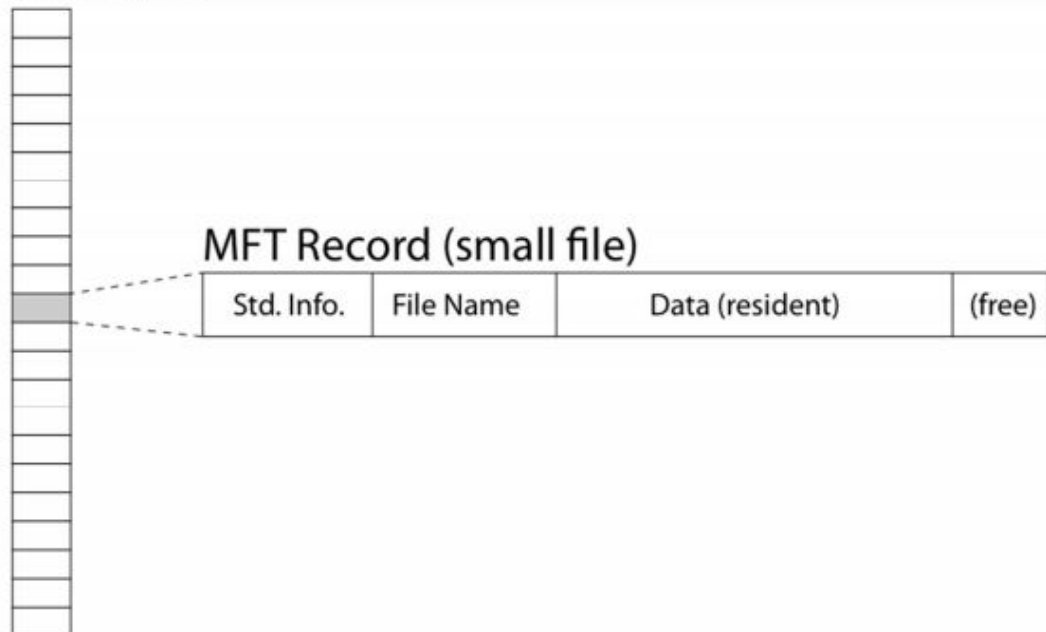 MFT Record (small file)
Std. Info. File Name Data (resident) (free)